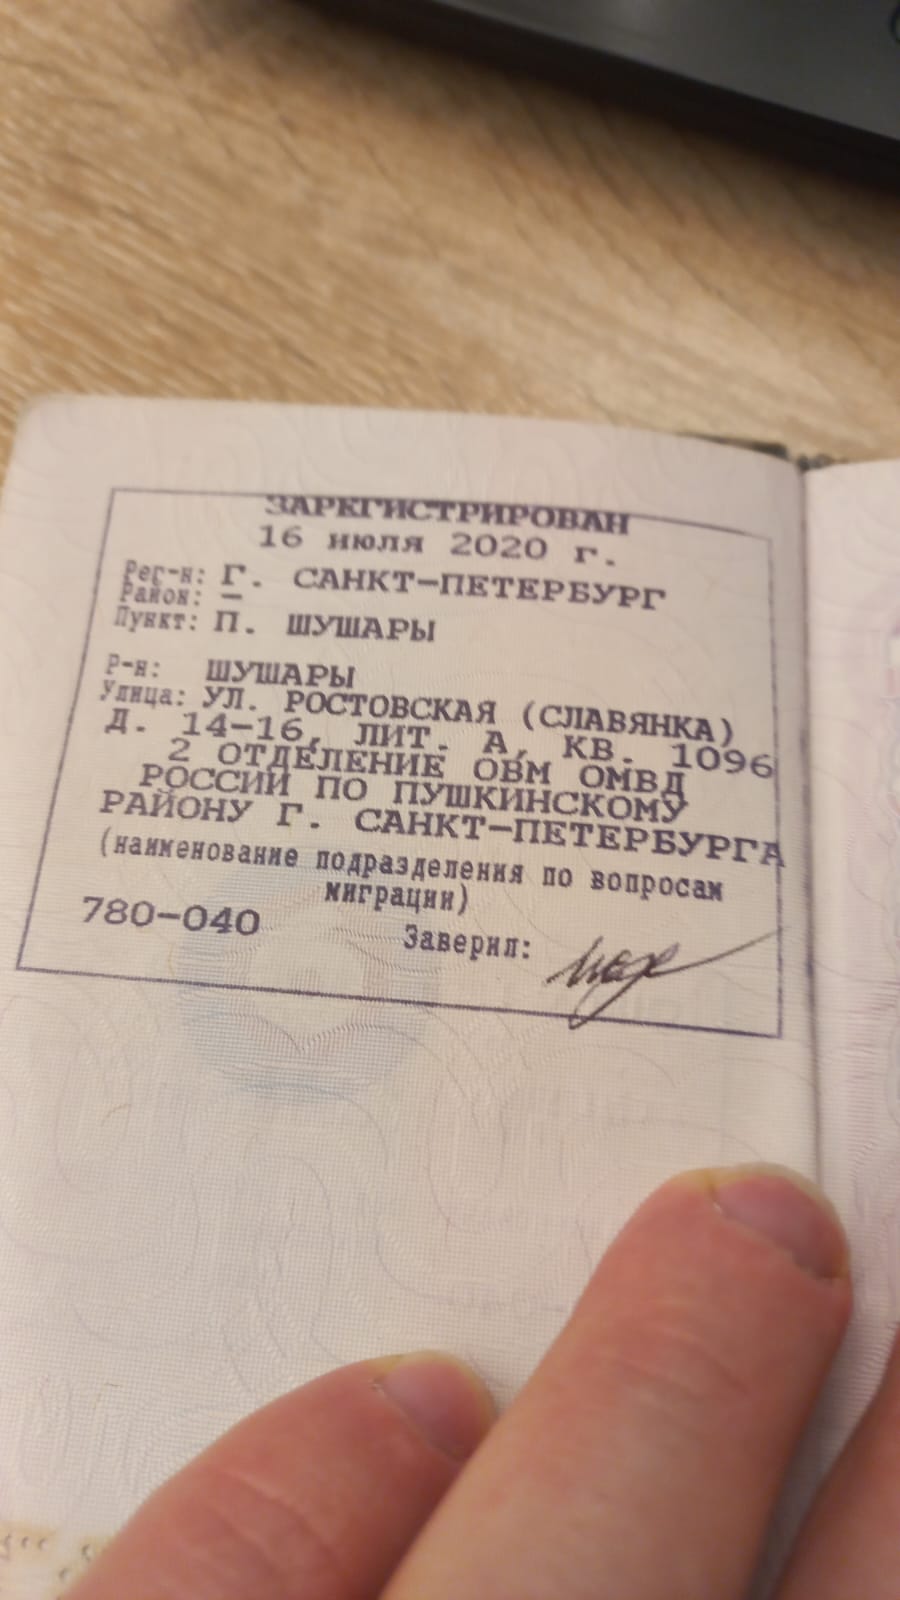 ЗАРЕГИСТРИРОВАН
16 июля 2020 г.
Рег-н: Г. САНКТ-ПЕТЕРБУРГ
Район: –
Пункт: П. ШУШАРЫ
Р-н: ШУШАРЫ
Улица: УЛ. РОСТОВСКАЯ (СЛАВЯНКА)
Д. 14-16, ЛИТ. А, КВ. 1096
2 ОТДЕЛЕНИЕ ОВМ ОМВД
РОССИИ ПО ПУШКИНСКОМУ
РАЙОНУ Г. САНКТ-ПЕТЕРБУРГА
(наименование подразделения по вопросам
миграции)
780-040
Заверил: